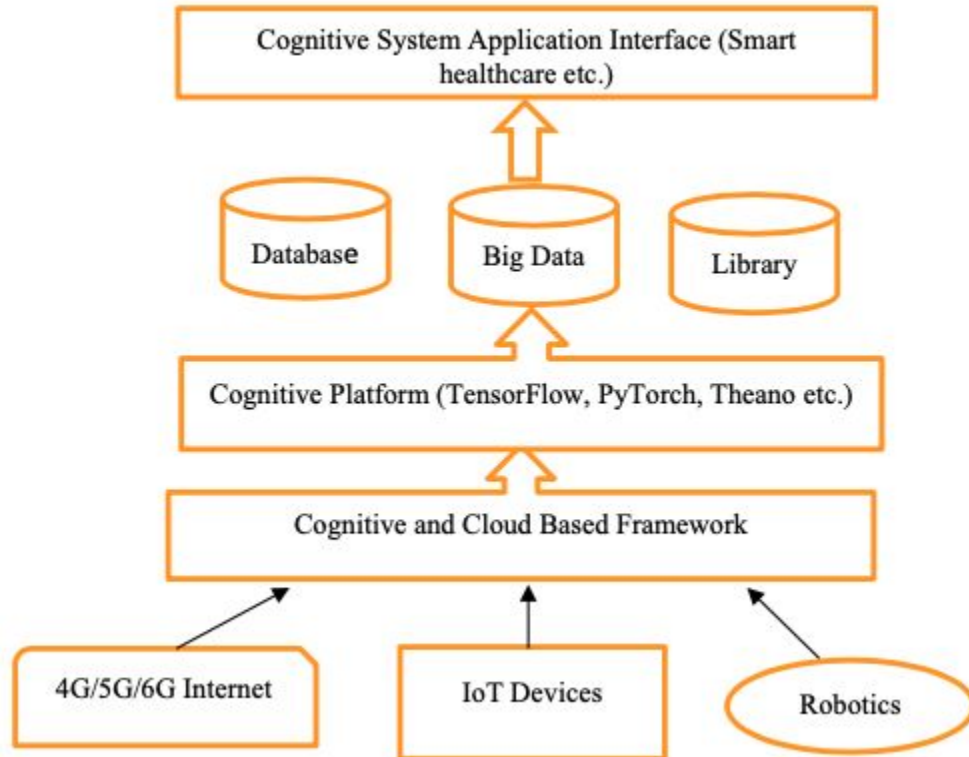 Cognitive System Application Interface (Smart
healthcare etc.)
Database
Big Data
Library
Cognitive Platform (TensorFlow, PyTorch, Theano etc.)
Cognitive and Cloud Based Framework
4G/5G/6G Internet
IoT Devices
Robotics